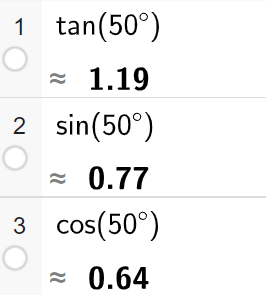 1 tan(50°)
≈ 1.19
2 sin(50°)
≈ 0.77
3 cos(50°)
≈ 0.64